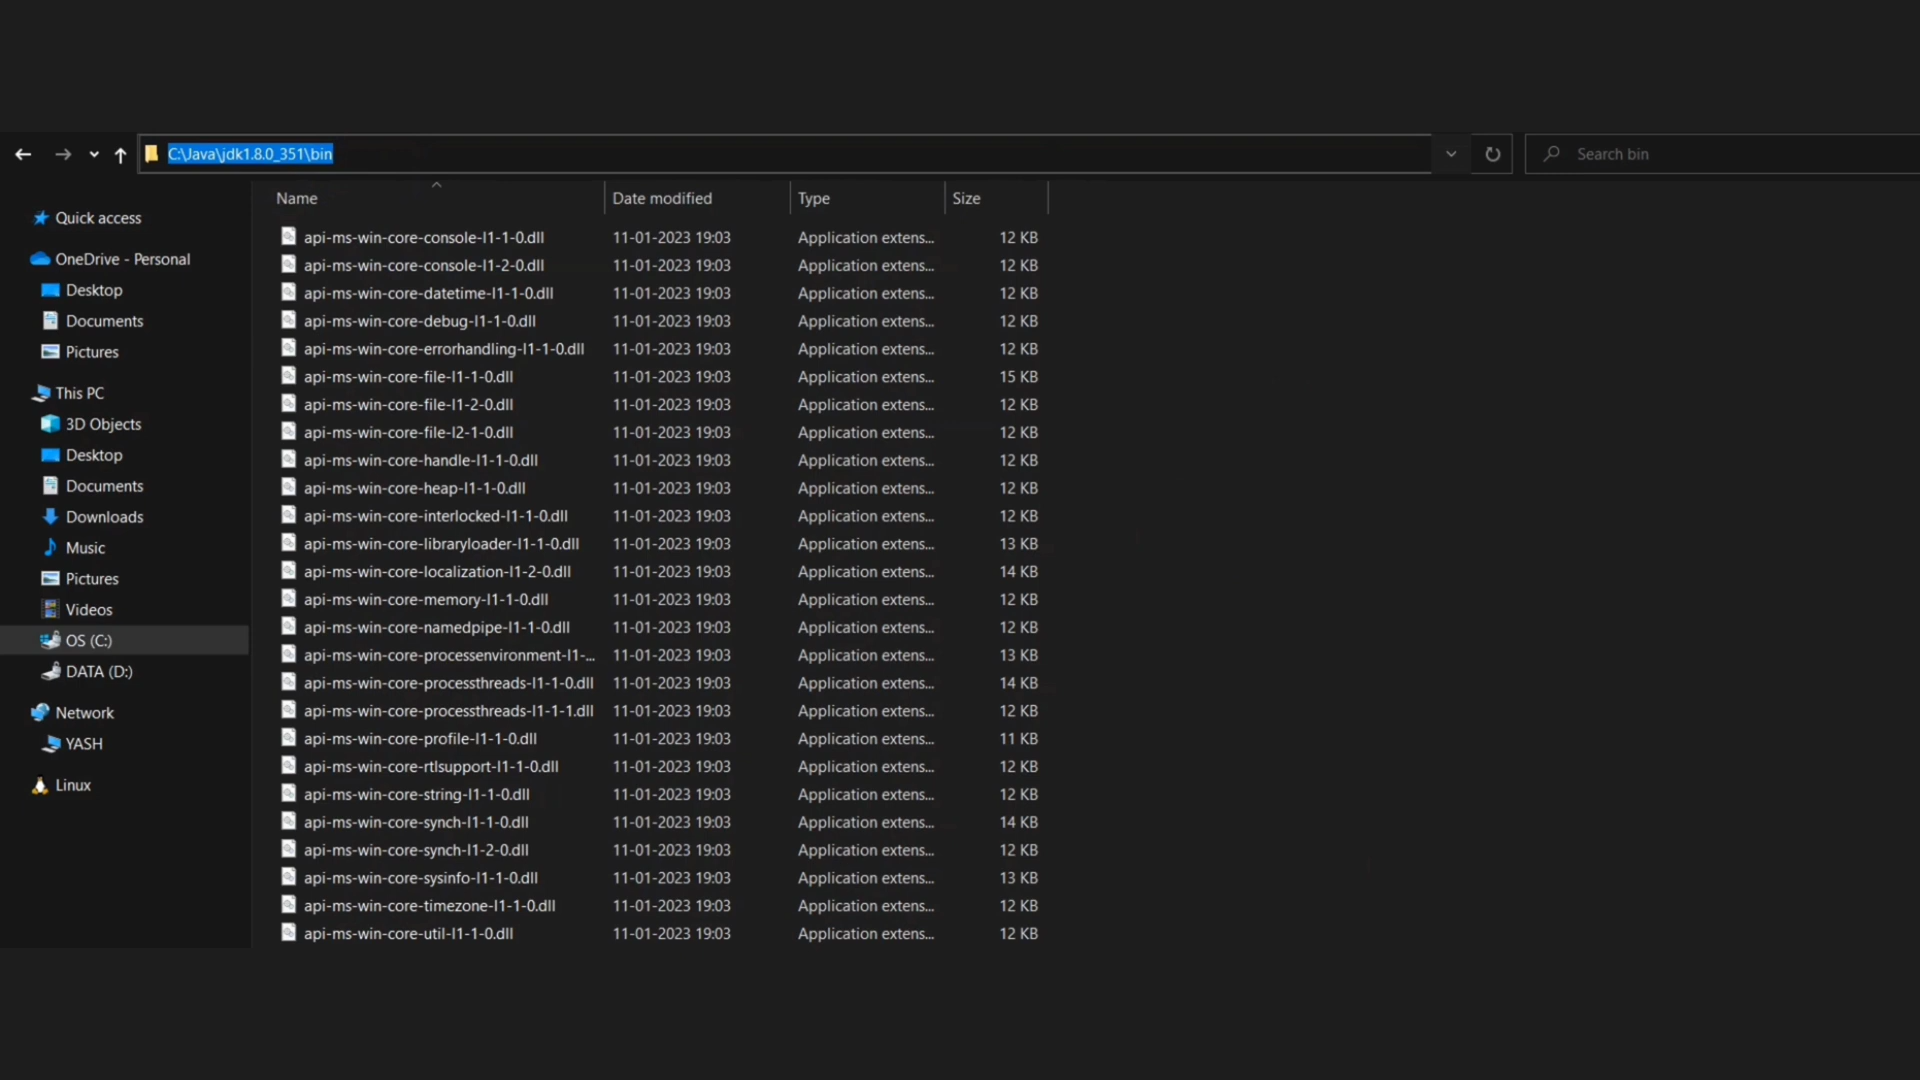 C:\Java\jdk1.8.0_351\bin
Search bin
Name Date modified Type Size
Quick access
OneDrive - Personal
Desktop
Documents
Pictures
This PC
3D Objects
Desktop
Documents
Downloads
Music
Pictures
Videos
OS (C:)
DATA (D:)
Network
YASH
Linux
api-ms-win-core-console-l1-1-0.dll 11-01-2023 19:03 Application extens... 12 KB
api-ms-win-core-console-l1-2-0.dll 11-01-2023 19:03 Application extens... 12 KB
api-ms-win-core-datetime-l1-1-0.dll 11-01-2023 19:03 Application extens... 12 KB
api-ms-win-core-debug-l1-1-0.dll 11-01-2023 19:03 Application extens... 12 KB
api-ms-win-core-errorhandling-l1-1-0.dll 11-01-2023 19:03 Application extens... 12 KB
api-ms-win-core-file-l1-1-0.dll 11-01-2023 19:03 Application extens... 15 KB
api-ms-win-core-file-l1-2-0.dll 11-01-2023 19:03 Application extens... 12 KB
api-ms-win-core-file-l2-1-0.dll 11-01-2023 19:03 Application extens... 12 KB
api-ms-win-core-handle-l1-1-0.dll 11-01-2023 19:03 Application extens... 12 KB
api-ms-win-core-heap-l1-1-0.dll 11-01-2023 19:03 Application extens... 12 KB
api-ms-win-core-interlocked-l1-1-0.dll 11-01-2023 19:03 Application extens... 12 KB
api-ms-win-core-libraryloader-l1-1-0.dll 11-01-2023 19:03 Application extens... 13 KB
api-ms-win-core-localization-l1-2-0.dll 11-01-2023 19:03 Application extens... 14 KB
api-ms-win-core-memory-l1-1-0.dll 11-01-2023 19:03 Application extens... 12 KB
api-ms-win-core-namedpipe-l1-1-0.dll 11-01-2023 19:03 Application extens... 12 KB
api-ms-win-core-processenvironment-l1-... 11-01-2023 19:03 Application extens... 13 KB
api-ms-win-core-processthreads-l1-1-0.dll 11-01-2023 19:03 Application extens... 14 KB
api-ms-win-core-processthreads-l1-1-1.dll 11-01-2023 19:03 Application extens... 12 KB
api-ms-win-core-profile-l1-1-0.dll 11-01-2023 19:03 Application extens... 11 KB
api-ms-win-core-rtlsupport-l1-1-0.dll 11-01-2023 19:03 Application extens... 12 KB
api-ms-win-core-string-l1-1-0.dll 11-01-2023 19:03 Application extens... 12 KB
api-ms-win-core-synch-l1-1-0.dll 11-01-2023 19:03 Application extens... 14 KB
api-ms-win-core-synch-l1-2-0.dll 11-01-2023 19:03 Application extens... 12 KB
api-ms-win-core-sysinfo-l1-1-0.dll 11-01-2023 19:03 Application extens... 13 KB
api-ms-win-core-timezone-l1-1-0.dll 11-01-2023 19:03 Application extens... 12 KB
api-ms-win-core-util-l1-1-0.dll 11-01-2023 19:03 Application extens... 12 KB